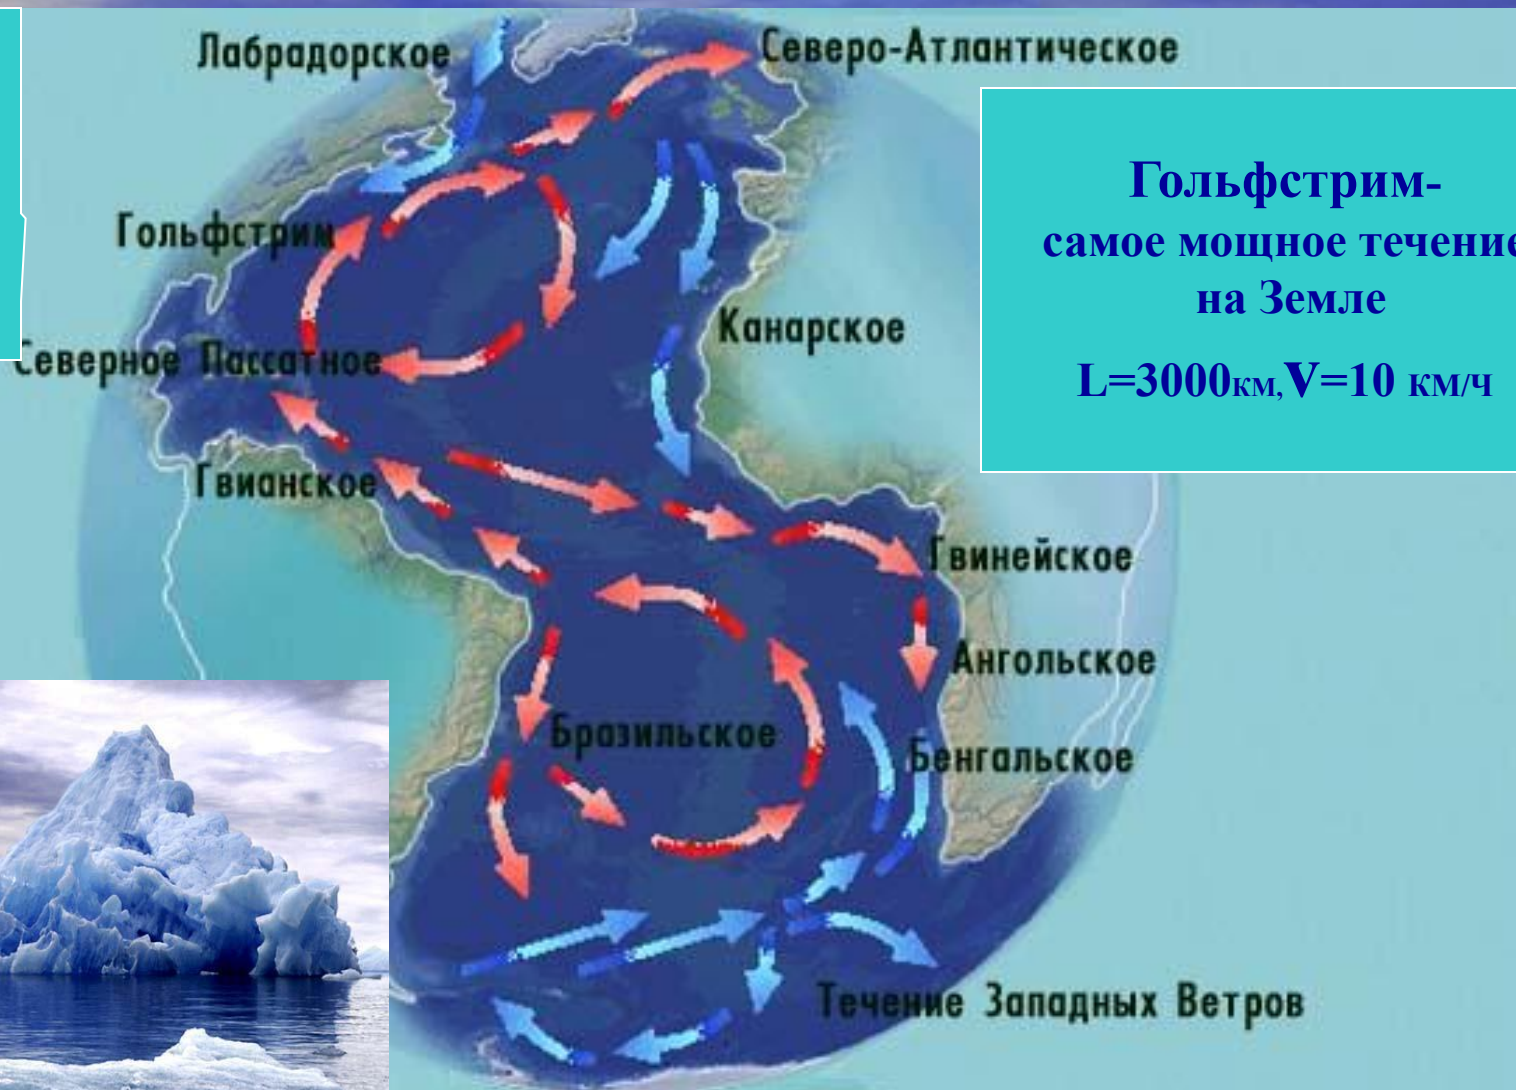 Лабрадорское
Северо-Атлантическое
Гольфстрим-
самое мощное течение
на Земле
L=3000км,V=10 км/ч
Гольфстрим
Канарское
Северное Пассатное
Гвианское
Гвинейское
Ангольское
Бразильское
Бенгальское
Течение Западных Ветров